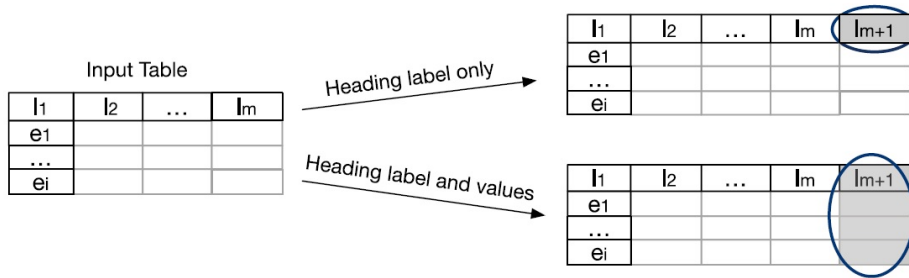 Input Table
l1 l2 ... lm
e1
...
ei
Heading label only
Heading label and values
l1 l2 ... lm lm+1
e1
...
ei
l1 l2 ... lm lm+1
e1
...
ei